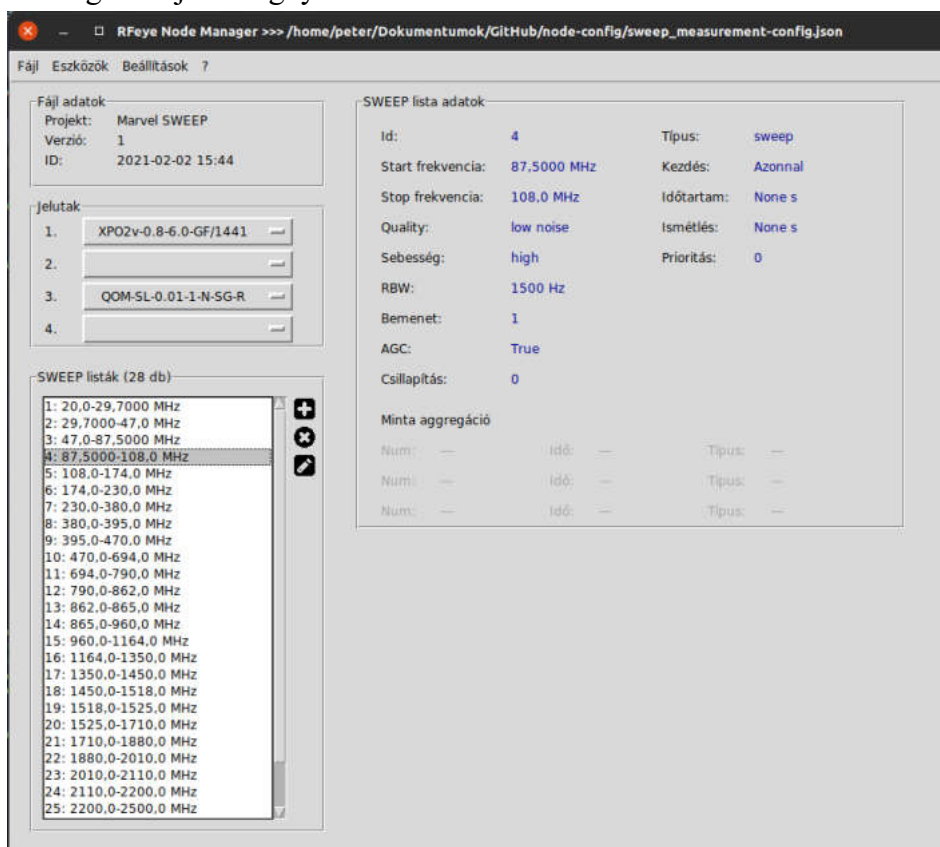 RFeye Node Manager >>> /home/peter/Dokumentumok/GitHub/node-config/sweep_measurement-config.json
Fájl Eszközök Beállítások ?
Fájl adatok
Projekt: Marvel SWEEP
Verzió: 1
ID: 2021-02-02 15:44
Jelutak
1. XPO2v-0.8-6.0-GF/1441
2.
3. QOM-SL-0.01-1-N-SG-R
4.
SWEEP listák (28 db)
1: 20,0-29,7000 MHz
2: 29,7000-47,0 MHz
3: 47,0-87,5000 MHz
4: 87,5000-108,0 MHz
5: 108,0-174,0 MHz
6: 174,0-230,0 MHz
7: 230,0-380,0 MHz
8: 380,0-395,0 MHz
9: 395,0-470,0 MHz
10: 470,0-694,0 MHz
11: 694,0-790,0 MHz
12: 790,0-862,0 MHz
13: 862,0-865,0 MHz
14: 865,0-960,0 MHz
15: 960,0-1164,0 MHz
16: 1164,0-1350,0 MHz
17: 1350,0-1450,0 MHz
18: 1450,0-1518,0 MHz
19: 1518,0-1525,0 MHz
20: 1525,0-1710,0 MHz
21: 1710,0-1880,0 MHz
22: 1880,0-2010,0 MHz
23: 2010,0-2110,0 MHz
24: 2110,0-2200,0 MHz
25: 2200,0-2500,0 MHz
SWEEP lista adatok
Id: 4 Típus: sweep
Start frekvencia: 87,5000 MHz Kezdés: Azonnal
Stop frekvencia: 108,0 MHz Időtartam: None s
Quality: low noise Ismétlés: None s
Sebesség: high Prioritás: 0
RBW: 1500 Hz
Bemenet: 1
AGC: True
Csillapítás: 0
Minta aggregáció
Num: --- Idő: --- Típus: ---
Num: --- Idő: --- Típus: ---
Num: --- Idő: --- Típus: ---